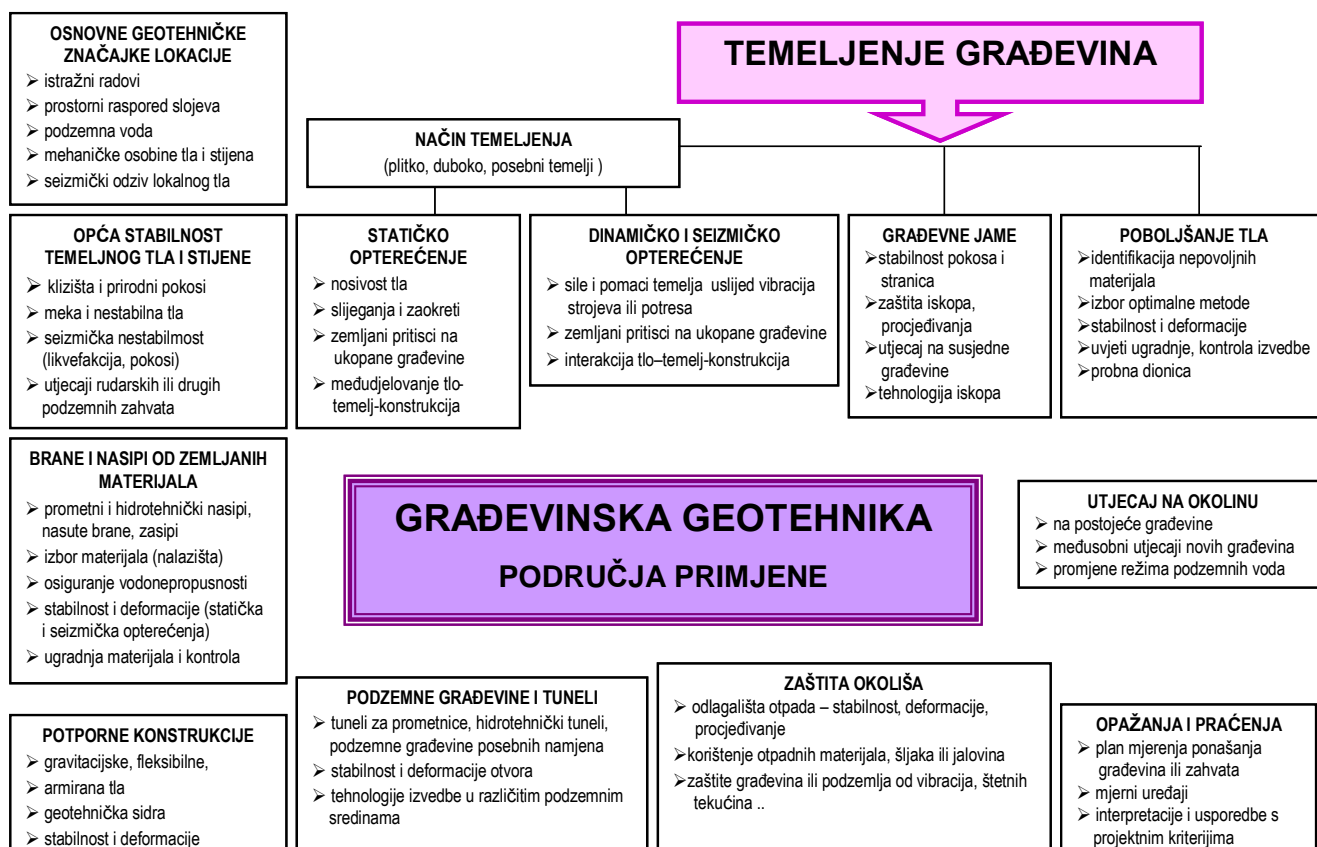 OSNOVNE GEOTEHNIČKE
ZNAČAJKE LOKACIJE
➢ istražni radovi
➢ prostorni raspored slojeva
➢ podzemna voda
➢ mehaničke osobine tla i stijena
➢ seizmički odziv lokalnog tla
TEMELJENJE GRAĐEVINA
NAČIN TEMELJENJA
(plitko, duboko, posebni temelji )
OPĆA STABILNOST
TEMELJNOG TLA I STIJENE
➢ klizišta i prirodni pokosi
➢ meka i nestabilna tla
➢ seizmička nestabilmost
(likvefakcija, pokosi)
➢ utjecaji rudarskih ili drugih
podzemnih zahvata
STATIČKO
OPTEREĆENJE
➢ nosivost tla
➢ slijeganja i zaokreti
➢ zemljani pritisci na
ukopane građevine
➢ međudjelovanje tlo-
temelj-konstrukcija
DINAMIČKO I SEIZMIČKO
OPTEREĆENJE
➢ sile i pomaci temelja uslijed vibracija
strojeva ili potresa
➢ zemljani pritisci na ukopane građevine
➢ interakcija tlo–temelj-konstrukcija
GRAĐEVNE JAME
➢stabilnost pokosa i
stranica
➢zaštita iskopa,
procjeđivanja
➢utjecaj na susjedne
građevine
➢tehnologija iskopa
POBOLJŠANJE TLA
➢identifikacija nepovoljnih
materijala
➢izbor optimalne metode
➢stabilnost i deformacije
➢uvjeti ugradnje, kontrola izvedbe
➢probna dionica
BRANE I NASIPI OD ZEMLJANIH
MATERIJALA
➢ prometni i hidrotehnički nasipi,
nasute brane, zasipi
➢ izbor materijala (nalazišta)
➢ osiguranje vodonepropusnosti
➢ stabilnost i deformacije (statička
i seizmička opterećenja)
➢ ugradnja materijala i kontrola
GRAĐEVINSKA GEOTEHNIKA
PODRUČJA PRIMJENE
UTJECAJ NA OKOLINU
➢ na postojeće građevine
➢ međusobni utjecaji novih građevina
➢ promjene režima podzemnih voda
POTPORNE KONSTRUKCIJE
➢ gravitacijske, fleksibilne,
➢ armirana tla
➢ geotehnička sidra
➢ stabilnost i deformacije
PODZEMNE GRAĐEVINE I TUNELI
➢ tuneli za prometnice, hidrotehnički tuneli,
podzemne građevine posebnih namjena
➢ stabilnost i deformacije otvora
➢ tehnologije izvedbe u različitim podzemnim
sredinama
ZAŠTITA OKOLIŠA
➢ odlagališta otpada – stabilnost, deformacije,
procjeđivanje
➢korištenje otpadnih materijala, šljaka ili jalovina
➢zaštite građevina ili podzemlja od vibracija, štetnih
tekućina ..
OPAŽANJA I PRAĆENJA
➢ plan mjerenja ponašanja
građevina ili zahvata
➢ mjerni uređaji
➢ interpretacije i usporedbe s
projektnim kriterijima